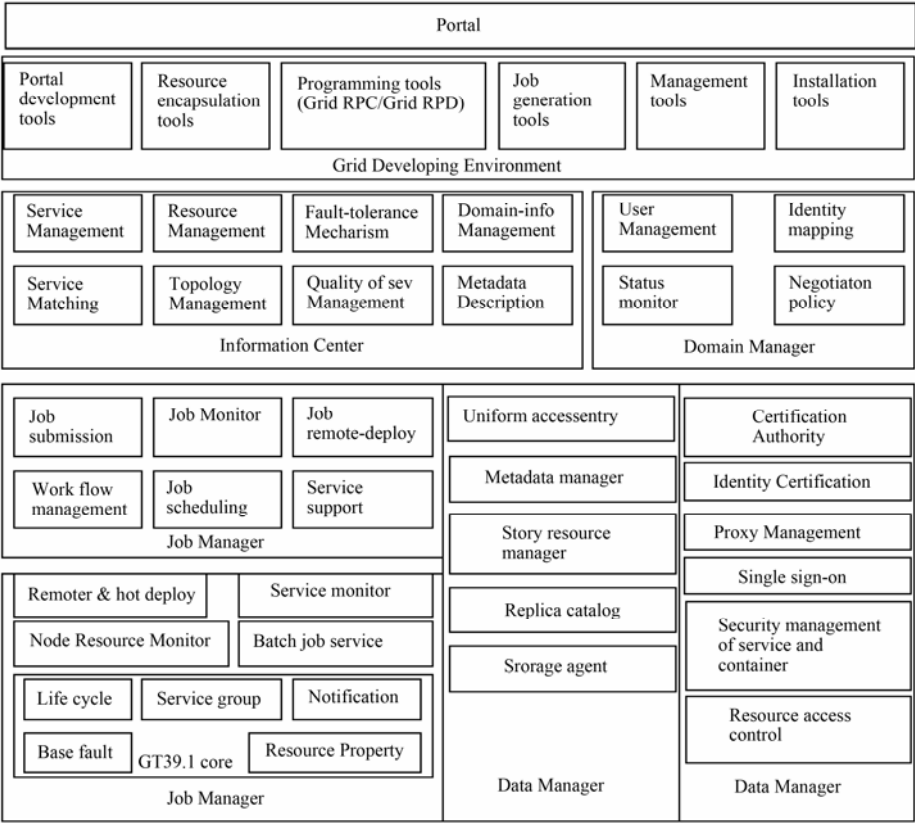 Portal
Portal
development
tools
Resource
encapsulation
tools
Programming tools
(Grid RPC/Grid RPD)
Job
generation
tools
Management
tools
Installation
tools
Grid Developing Environment
Service
Management
Resource
Management
Fault-tolerance
Mecharism
Domain-info
Management
Service
Matching
Topology
Management
Quality of sev
Management
Metadata
Description
Information Center
User
Management
Identity
mapping
Status
monitor
Negotiaton
policy
Domain Manager
Job
submission
Job Monitor
Job
remote-deploy
Work flow
management
Job
scheduling
Service
support
Job Manager
Remoter & hot deploy
Service monitor
Node Resource Monitor
Batch job service
Life cycle
Service group
Notification
Base fault
GT39.1 core
Resource Property
Job Manager
Uniform accessentry
Metadata manager
Story resource
manager
Replica catalog
Srorage agent
Data Manager
Certification
Authority
Identity Certification
Proxy Management
Single sign-on
Security management
of service and
container
Resource access
control
Data Manager